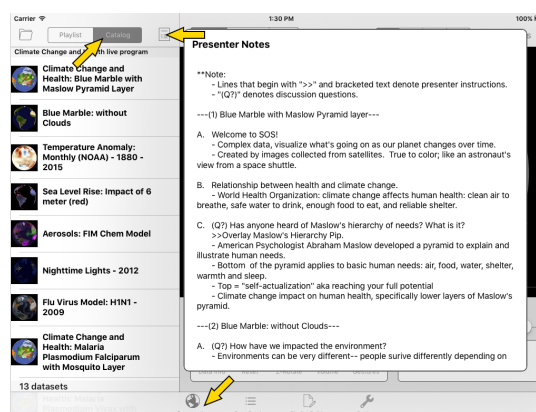 Carrier
1:30 PM
100%
Playlist
Catalog
Climate Change and Health live program
Climate Change and
Health: Blue Marble with
Maslow Pyramid Layer
Blue Marble: without
Clouds
Temperature Anomaly:
Monthly (NOAA) - 1880 -
2015
Sea Level Rise: Impact of 6
meter (red)
Aerosols: FIM Chem Model
Nighttime Lights - 2012
Flu Virus Model: H1N1 -
2009
Climate Change and
Health: Malaria
Plasmodium Falciparum
with Mosquito Layer
13 datasets
Presenter Notes
**Note:
- Lines that begin with ">>" and bracketed text denote presenter instructions.
- "(Q?)" denotes discussion questions.
---(1) Blue Marble with Maslow Pyramid layer---
A. Welcome to SOS!
- Complex data, visualize what's going on as our planet changes over time.
- Created by images collected from satellites. True to color; like an astronaut's
view from a space shuttle.
B. Relationship between health and climate change.
- World Health Organization: climate change affects human health: clean air to
breathe, safe water to drink, enough food to eat, and reliable shelter.
C. (Q?) Has anyone heard of Maslow's hierarchy of needs? What is it?
>>Overlay Maslow's Hierarchy Pip.
- American Psychologist Abraham Maslow developed a pyramid to explain and
illustrate human needs.
- Bottom of the pyramid applies to basic human needs: air, food, water, shelter,
warmth and sleep.
- Top = "self-actualization" aka reaching your full potential
- Climate change impact on human health, specifically lower layers of Maslow's
pyramid.
---(2) Blue Marble: without Clouds---
A. (Q?) How have we impacted the environment?
- Environments can be very different-- people surive differently depending on